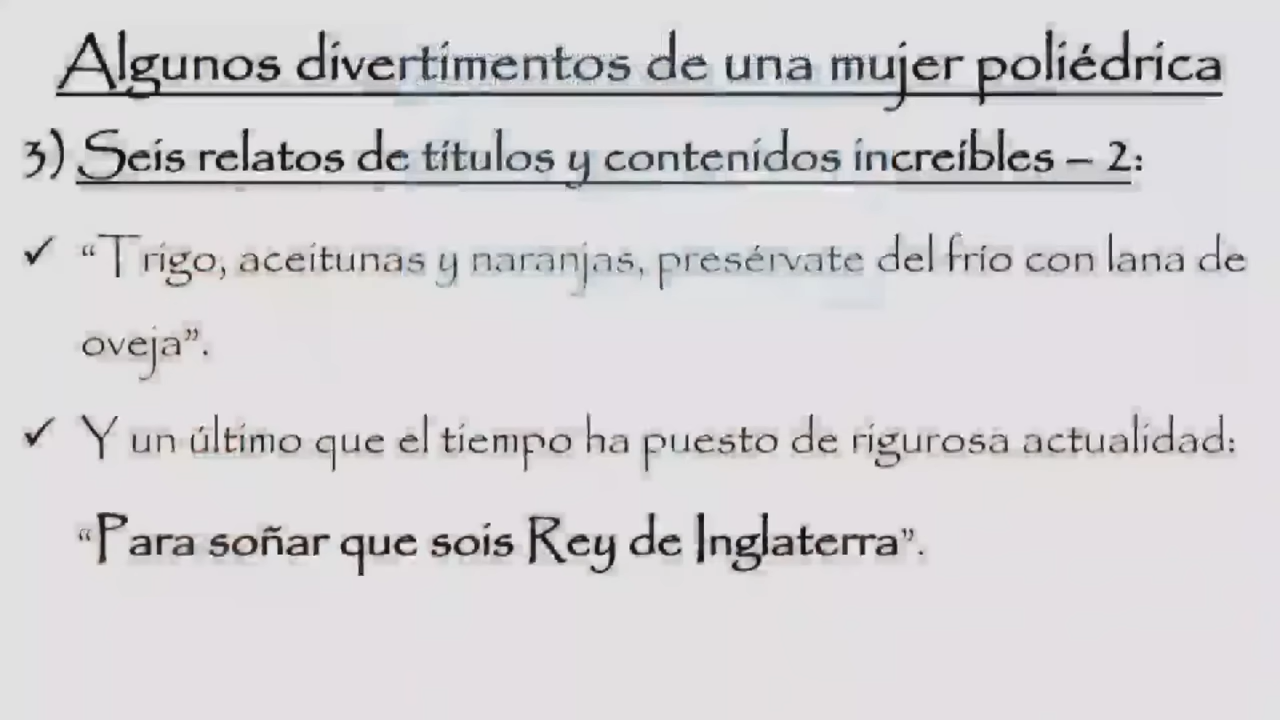 Algunos divertimentos de una mujer poliédrica
3) Seis relatos de títulos y contenidos increíbles – 2:
✓ “Trigo, aceitunas y naranjas, presérvate del frío con lana de
oveja”.
✓ Y un último que el tiempo ha puesto de rigurosa actualidad:
“Para soñar que sois Rey de Inglaterra”.